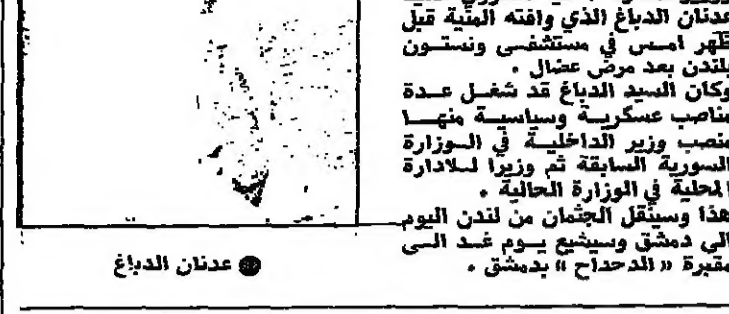 عدنان الدباغ الذي وافته المنية قبل
ظهر امس في مستشفى ونستون
بلندن بعد مرض عضال .
وكان السيد الدباغ قد شغل عدة
مناصب عسكرية وسياسية منها
منصب وزير الداخلية في الوزارة
السورية السابقة ثم وزيرا للادارة
المحلية في الوزارة الحالية .
هذا وسينقل الجثمان من لندن اليوم
الى دمشق وسيشيع يوم غد الى
مقبرة « الدحداح » بدمشق .
عدنان الدباغ